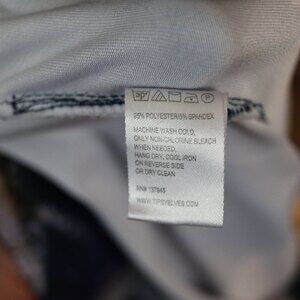 95% POLYESTER/5% SPANDEX
MACHINE WASH COLD,
ONLY NON-CHLORINE BLEACH
WHEN NEEDED,
HANG DRY, COOL IRON
ON REVERSE SIDE
OR DRY CLEAN
RN# 137845
WWW.TIPSYELVES.COM